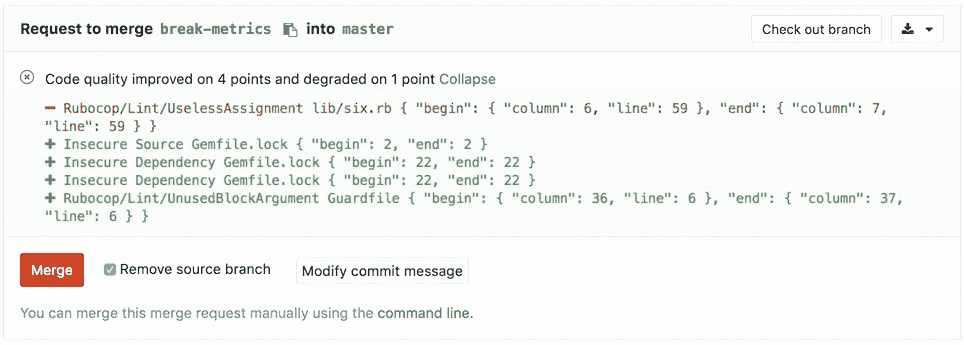 Request to merge break-metrics into master
Check out branch
Code quality improved on 4 points and degraded on 1 point Collapse
Rubocop/Lint/UselessAssignment lib/six.rb { "begin": { "column": 6, "line": 59 }, "end": { "column": 7,
"line": 59 } }
Insecure Source Gemfile.lock { "begin": 2, "end": 2 }
Insecure Dependency Gemfile.lock { "begin": 22, "end": 22 }
Insecure Dependency Gemfile.lock { "begin": 22, "end": 22 }
Rubocop/Lint/UnusedBlockArgument Guardfile { "begin": { "column": 36, "line": 6 }, "end": { "column": 37,
"line": 6 } }
Merge
Remove source branch
Modify commit message
You can merge this merge request manually using the command line.